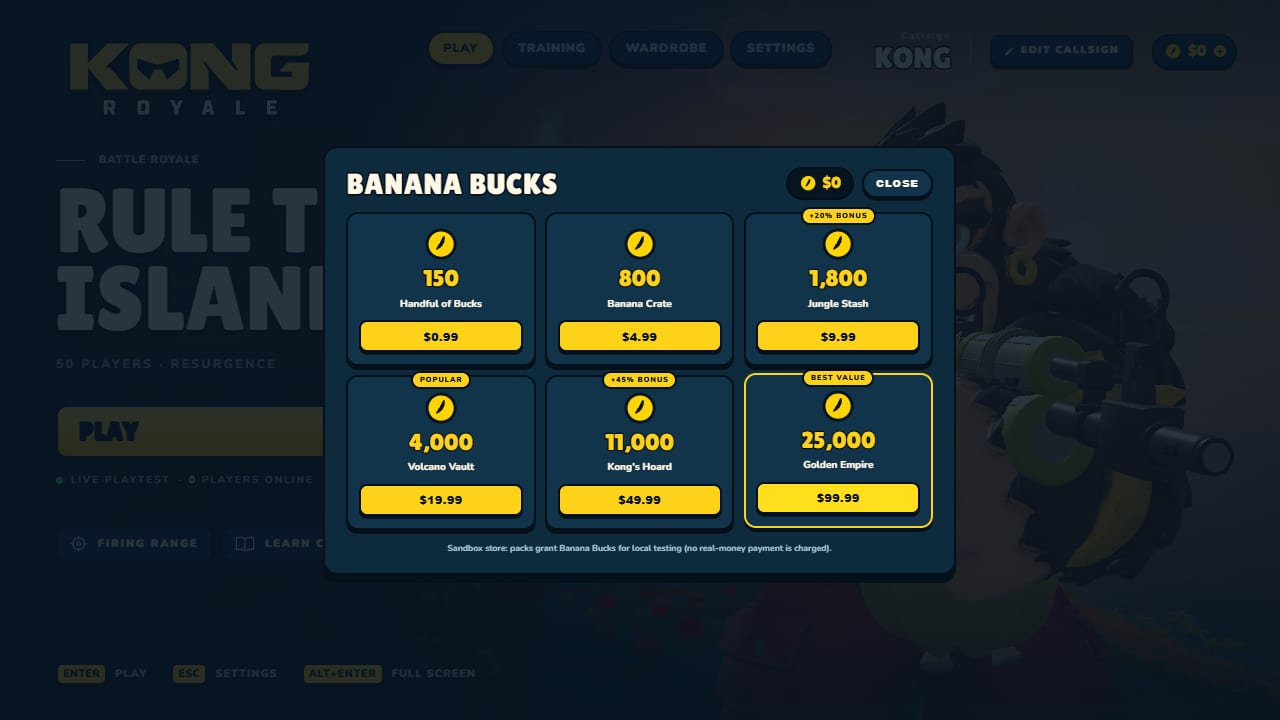 KONG
ROYALE
PLAY
TRAINING
WARDROBE
SETTINGS
Callsign
KONG
EDIT CALLSIGN
$0
BATTLE ROYALE
RULE T
ISLAN
50 PLAYERS · RESURGENCE
PLAY
LIVE PLAYTEST · 0 PLAYERS ONLINE
FIRING RANGE
LEARN C
BANANA BUCKS
$0
CLOSE
150
Handful of Bucks
$0.99
800
Banana Crate
$4.99
+20% BONUS
1,800
Jungle Stash
$9.99
POPULAR
4,000
Volcano Vault
$19.99
+45% BONUS
11,000
Kong's Hoard
$49.99
BEST VALUE
25,000
Golden Empire
$99.99
Sandbox store: packs grant Banana Bucks for local testing (no real-money payment is charged).
ENTER PLAY
ESC SETTINGS
ALT+ENTER FULL SCREEN